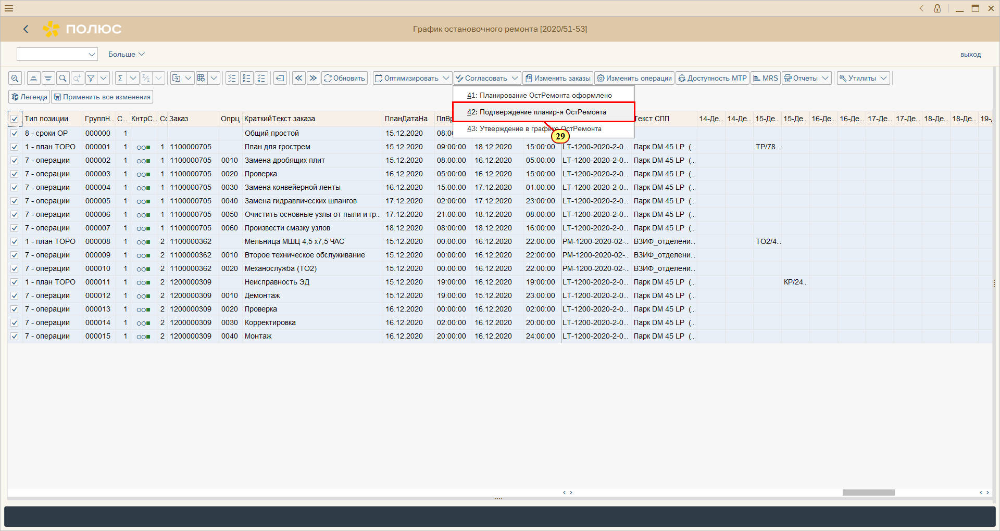 ПОЛЮС
График остановочного ремонта [2020/51-53]
Больше
выход
Обновить Оптимизировать Согласовать Изменить заказы Изменить операции Доступность МТР MRS Отчеты Утилиты
Легенда Применить все изменения
41: Планирование ОстРемонта оформлено
42: Подтверждение планир-я ОстРемонта
43: Утверждение в графике ОстРемонта
29
Тип позиции ГруппН... С... КнтрС... Сс Заказ Опрц КраткийТекст заказа ПланДатаНа ПлВр Текст СПП 14-Де... 14-Де... 15-Де... 15-Де... 16-Де... 16-Де... 17-Де... 17-Де... 18-Де... 18-Де... 19-
8 - сроки ОР 000000 1 Общий простой 15.12.2020 08:0
1 - план ТОРО 000001 1 1 1100000705 План для грострем 15.12.2020 09:00:00 18.12.2020 15:00:00 LT-1200-2020-2-0... Парк DM 45 LP (... ТР/78...
7 - операции 000002 1 1 1100000705 0010 Замена дробящих плит 15.12.2020 08:00:00 16.12.2020 05:00:00 LT-1200-2020-2-0... Парк DM 45 LP (...
7 - операции 000003 1 1 1100000705 0020 Проверка 16.12.2020 05:00:00 16.12.2020 15:00:00 LT-1200-2020-2-0... Парк DM 45 LP (...
7 - операции 000004 1 1 1100000705 0030 Замена конвейерной ленты 16.12.2020 15:00:00 17.12.2020 01:00:00 LT-1200-2020-2-0... Парк DM 45 LP (...
7 - операции 000005 1 1 1100000705 0040 Замена гидравлических шлангов 17.12.2020 02:00:00 17.12.2020 23:00:00 LT-1200-2020-2-0... Парк DM 45 LP (...
7 - операции 000006 1 1 1100000705 0050 Очистить основные узлы от пыли и гр... 17.12.2020 21:00:00 18.12.2020 08:00:00 LT-1200-2020-2-0... Парк DM 45 LP (...
7 - операции 000007 1 1 1100000705 0060 Произвести смазку узлов 18.12.2020 08:00:00 18.12.2020 16:00:00 LT-1200-2020-2-0... Парк DM 45 LP (...
1 - план ТОРО 000008 1 2 1100000362 Мельница МШЦ 4,5 х7,5 ЧАС 15.12.2020 00:00:00 16.12.2020 22:00:00 PM-1200-2020-02-... ВЗИФ_отделени... ТО2/4...
7 - операции 000009 1 2 1100000362 0010 Второе техническое обслуживание 15.12.2020 00:00:00 16.12.2020 22:00:00 PM-1200-2020-02-... ВЗИФ_отделени...
7 - операции 000010 1 2 1100000362 0020 Механослужба (ТО2) 15.12.2020 00:00:00 16.12.2020 22:00:00 PM-1200-2020-02-... ВЗИФ_отделени...
1 - план ТОРО 000011 1 2 1200000309 Неисправность ЭД 15.12.2020 19:00:00 16.12.2020 19:00:00 LT-1200-2020-2-0... Парк DM 45 LP (... КР/24...
7 - операции 000012 1 2 1200000309 0010 Демонтаж 15.12.2020 19:00:00 15.12.2020 23:00:00 LT-1200-2020-2-0... Парк DM 45 LP (...
7 - операции 000013 1 2 1200000309 0020 Проверка 16.12.2020 00:00:00 16.12.2020 02:00:00 LT-1200-2020-2-0... Парк DM 45 LP (...
7 - операции 000014 1 2 1200000309 0030 Корректировка 16.12.2020 02:00:00 16.12.2020 20:00:00 LT-1200-2020-2-0... Парк DM 45 LP (...
7 - операции 000015 1 2 1200000309 0040 Монтаж 16.12.2020 20:00:00 16.12.2020 24:00:00 LT-1200-2020-2-0... Парк DM 45 LP (...